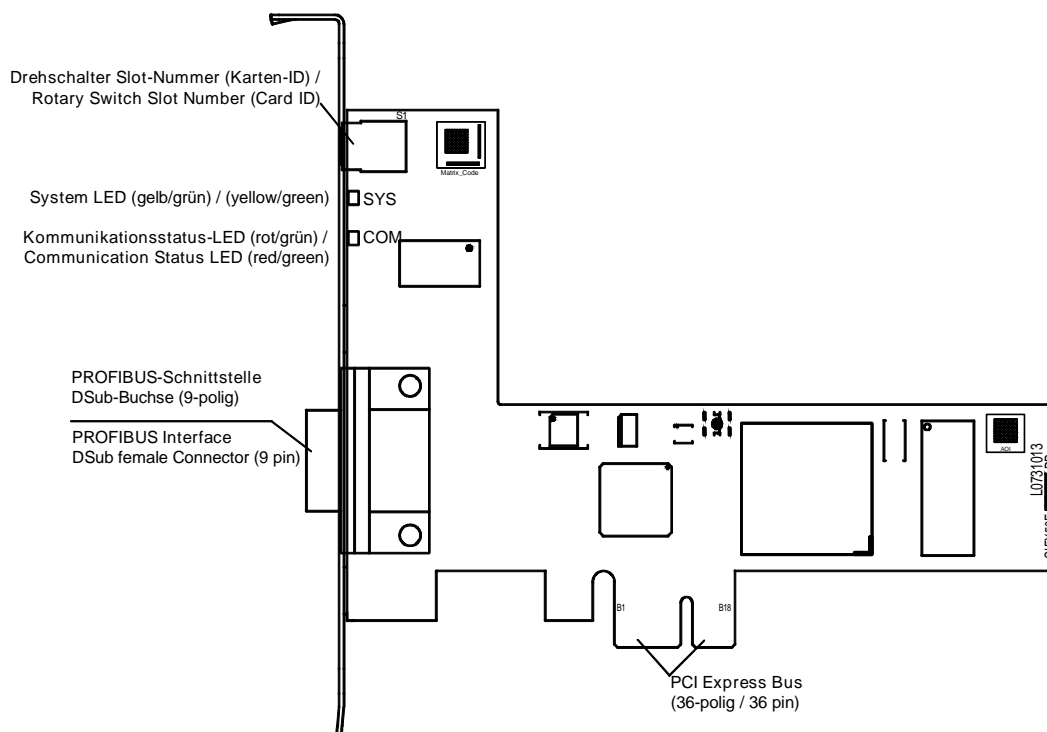 Drehschalter Slot-Nummer (Karten-ID) /
Rotary Switch Slot Number (Card ID)
S1
Matrix_Code
System LED (gelb/grün) / (yellow/green)
SYS
Kommunikationsstatus-LED (rot/grün) /
Communication Status LED (red/green)
COM
PROFIBUS-Schnittstelle
DSub-Buchse (9-polig)
PROFIBUS Interface
DSub female Connector (9 pin)
AOI
L0731013
B1
B18
PCI Express Bus
(36-polig / 36 pin)